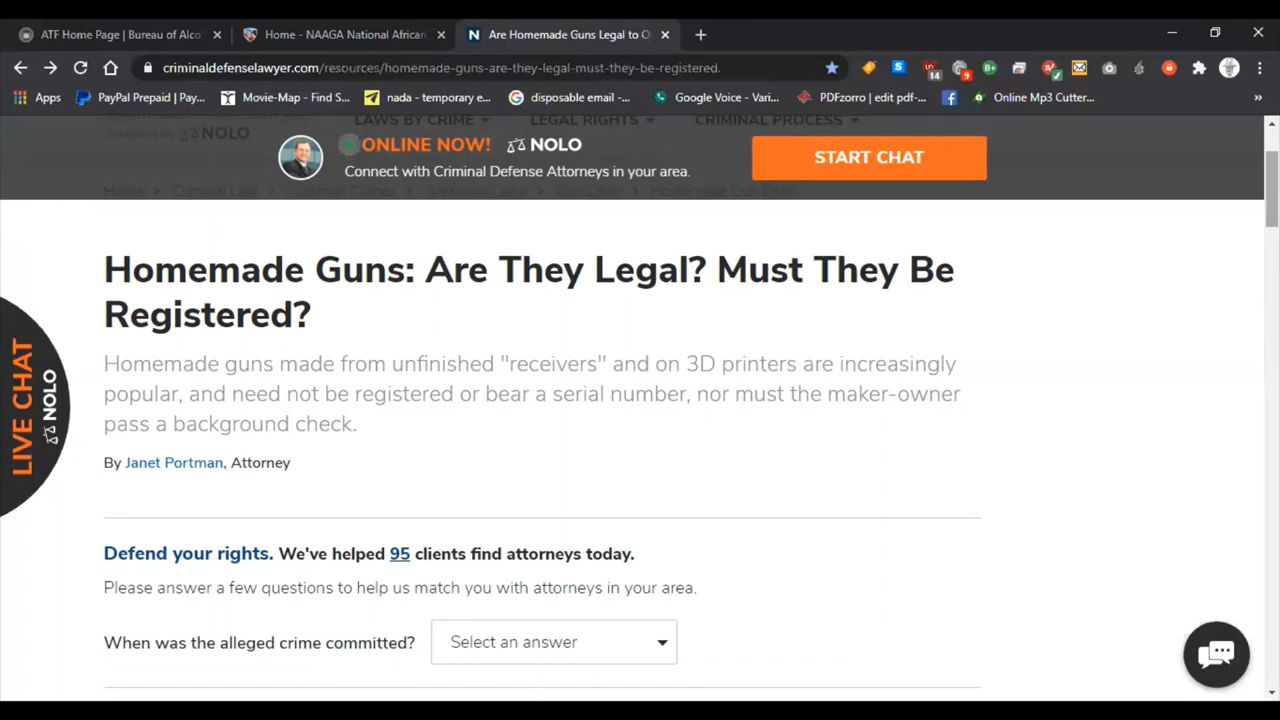 ATF Home Page | Bureau of Alco
Home - NAAGA National African
Are Homemade Guns Legal to O
criminaldefenselawyer.com/resources/homemade-guns-are-they-legal-must-they-be-registered.
Apps
PayPal Prepaid | Pay...
Movie-Map - Find S...
nada - temporary e...
disposable email -...
Google Voice - Vari...
PDFzorro | edit pdf-...
Online Mp3 Cutter...
LAWS BY CRIME
LEGAL RIGHTS
CRIMINAL PROCESS
NOLO
ONLINE NOW! NOLO
Connect with Criminal Defense Attorneys in your area.
START CHAT
Home > Criminal Law
Homemade Guns: Are They Legal? Must They Be
Registered?
Homemade guns made from unfinished "receivers" and on 3D printers are increasingly
popular, and need not be registered or bear a serial number, nor must the maker-owner
pass a background check.
By Janet Portman, Attorney
LIVE CHAT
NOLO
Defend your rights. We've helped 95 clients find attorneys today.
Please answer a few questions to help us match you with attorneys in your area.
When was the alleged crime committed?
Select an answer